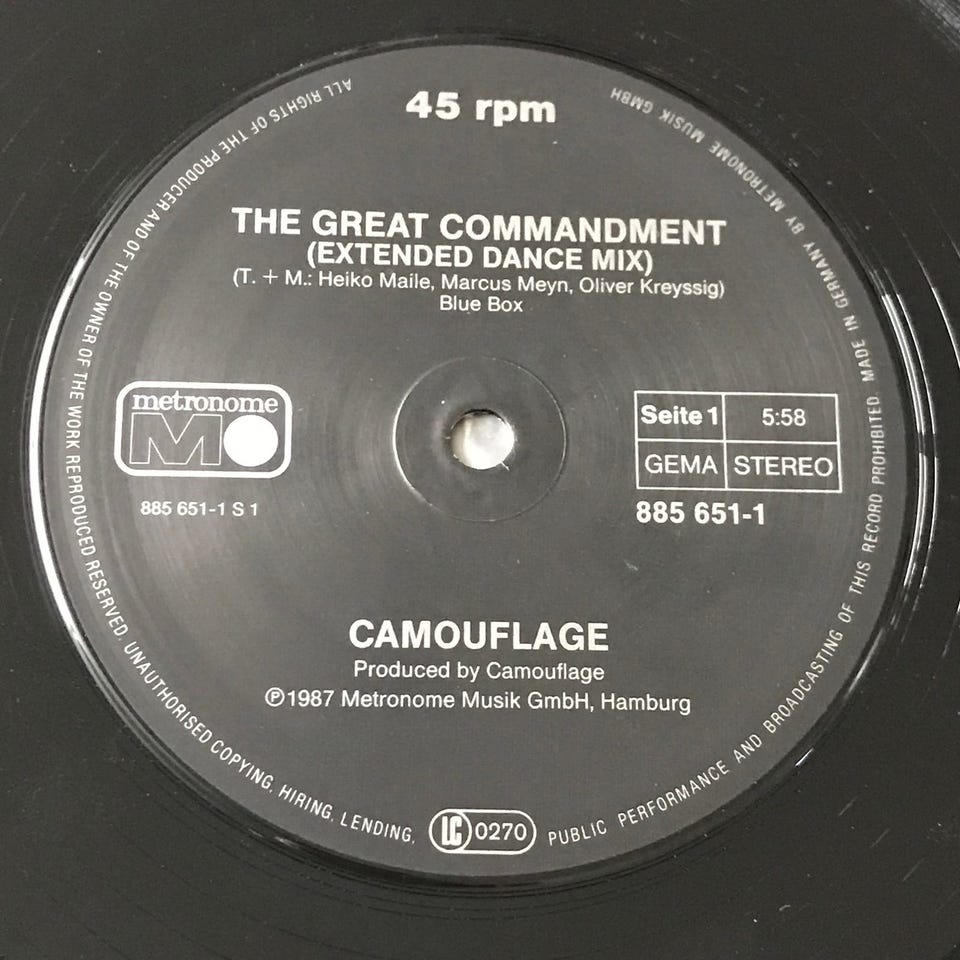 45 rpm
THE GREAT COMMANDMENT
(EXTENDED DANCE MIX)
(T. + M.: Heiko Maile, Marcus Meyn, Oliver Kreyssig)
Blue Box
metronome
M
885 651-1 S 1
Seite 1 5:58
GEMA STEREO
885 651-1
CAMOUFLAGE
Produced by Camouflage
℗1987 Metronome Musik GmbH, Hamburg
LC 0270
ALL RIGHTS OF THE PRODUCER AND OF THE OWNER OF THE WORK REPRODUCED RESERVED. UNAUTHORISED COPYING, HIRING, LENDING, PUBLIC PERFORMANCE AND BROADCASTING OF THIS RECORD PROHIBITED. MADE IN GERMANY BY METRONOME MUSIK GMBH